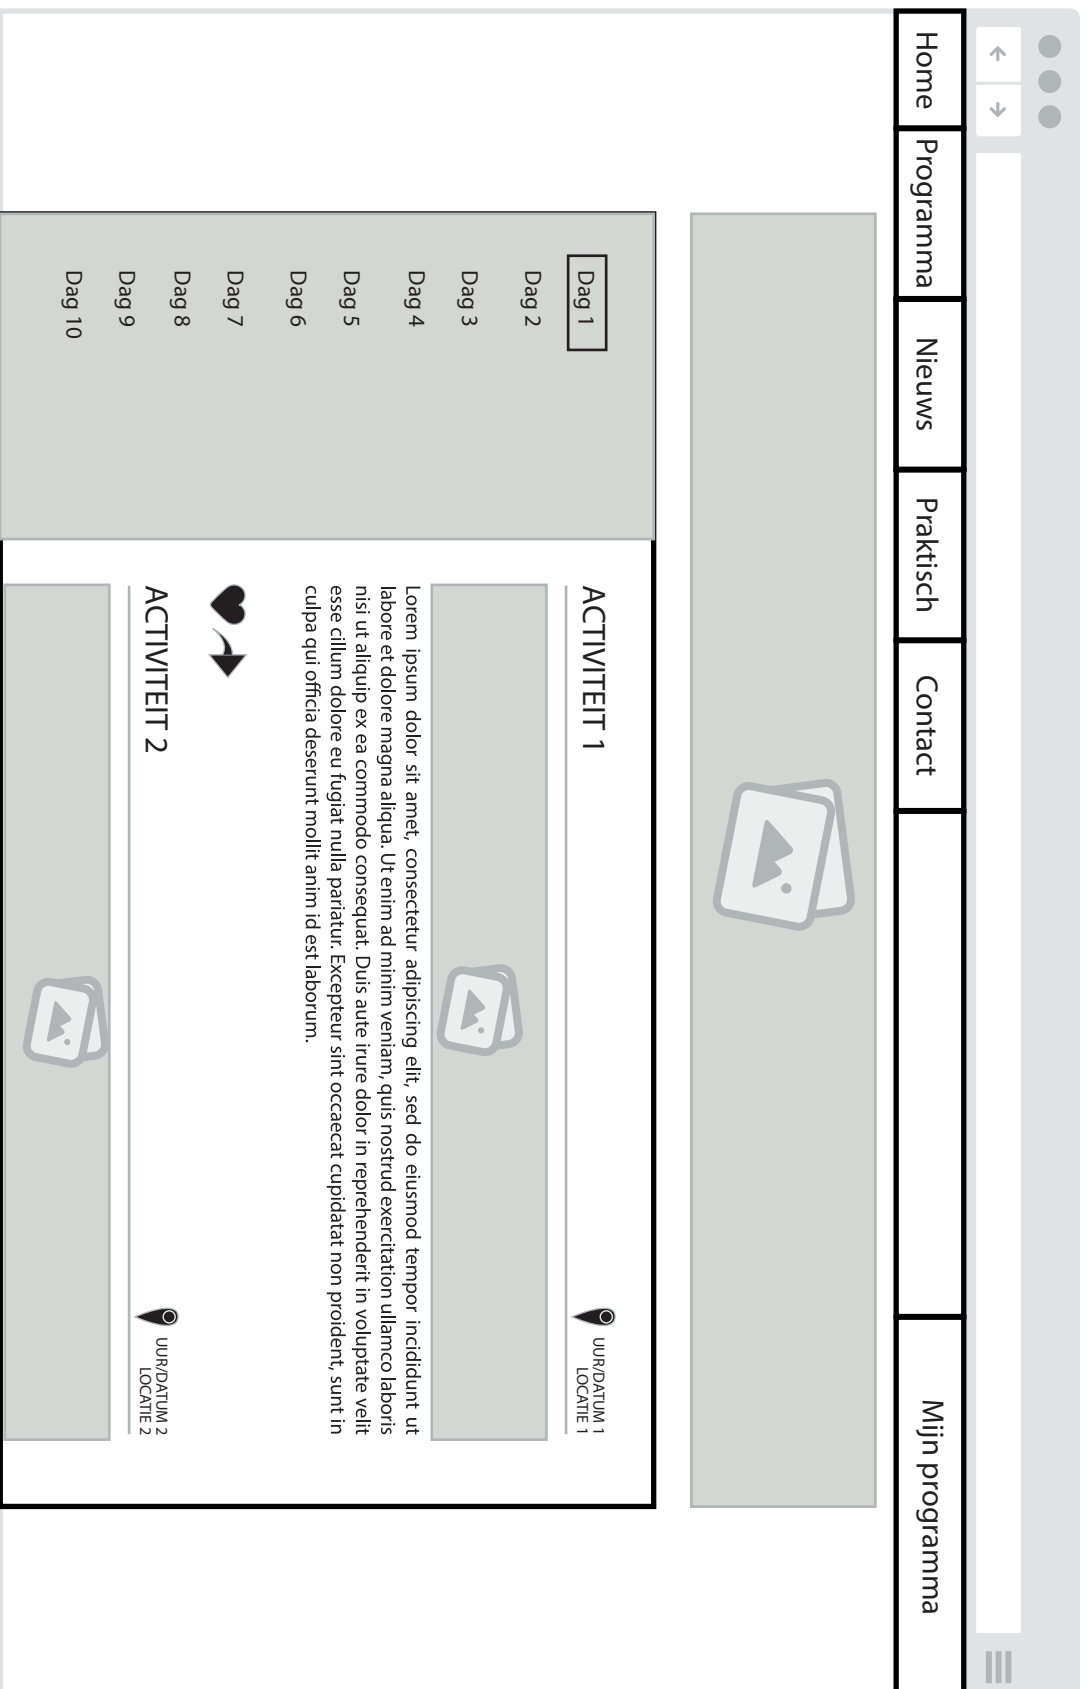 Home
Programma
Nieuws
Praktisch
Contact
Mijn programma
Dag 1
Dag 2
Dag 3
Dag 4
Dag 5
Dag 6
Dag 7
Dag 8
Dag 9
Dag 10
ACTIVITEIT 1
UUR/DATUM 1
LOCATIE 1
Lorem ipsum dolor sit amet, consectetur adipiscing elit, sed do eiusmod tempor incididunt ut
labore et dolore magna aliqua. Ut enim ad minim veniam, quis nostrud exercitation ullamco laboris
nisi ut aliquip ex ea commodo consequat. Duis aute irure dolor in reprehenderit in voluptate velit
esse cillum dolore eu fugiat nulla pariatur. Excepteur sint occaecat cupidatat non proident, sunt in
culpa qui officia deserunt mollit anim id est laborum.
ACTIVITEIT 2
UUR/DATUM 2
LOCATIE 2